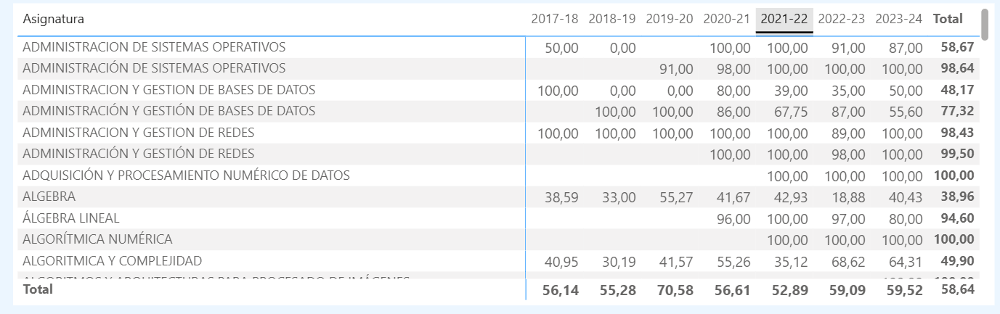 Asignatura 2017-18 2018-19 2019-20 2020-21 2021-22 2022-23 2023-24 Total
ADMINISTRACION DE SISTEMAS OPERATIVOS 50,00 0,00 100,00 100,00 91,00 87,00 58,67
ADMINISTRACIÓN DE SISTEMAS OPERATIVOS 91,00 98,00 100,00 100,00 100,00 98,64
ADMINISTRACION Y GESTION DE BASES DE DATOS 100,00 0,00 0,00 80,00 39,00 35,00 50,00 48,17
ADMINISTRACIÓN Y GESTIÓN DE BASES DE DATOS 100,00 100,00 86,00 67,75 87,00 55,60 77,32
ADMINISTRACION Y GESTION DE REDES 100,00 100,00 100,00 100,00 100,00 89,00 100,00 98,43
ADMINISTRACIÓN Y GESTIÓN DE REDES 100,00 100,00 98,00 100,00 99,50
ADQUISICIÓN Y PROCESAMIENTO NUMÉRICO DE DATOS 100,00 100,00 100,00 100,00
ALGEBRA 38,59 33,00 55,27 41,67 42,93 18,88 40,43 38,96
ÁLGEBRA LINEAL 96,00 100,00 97,00 80,00 94,60
ALGORÍTMICA NUMÉRICA 100,00 100,00 100,00 100,00
ALGORITMICA Y COMPLEJIDAD 40,95 30,19 41,57 55,26 35,12 68,62 64,31 49,90
ALGORITMOS Y ARQUITECTURAS PARA PROCESADO DE IMÁGENES 100,00 100,00
Total 56,14 55,28 70,58 56,61 52,89 59,09 59,52 58,64